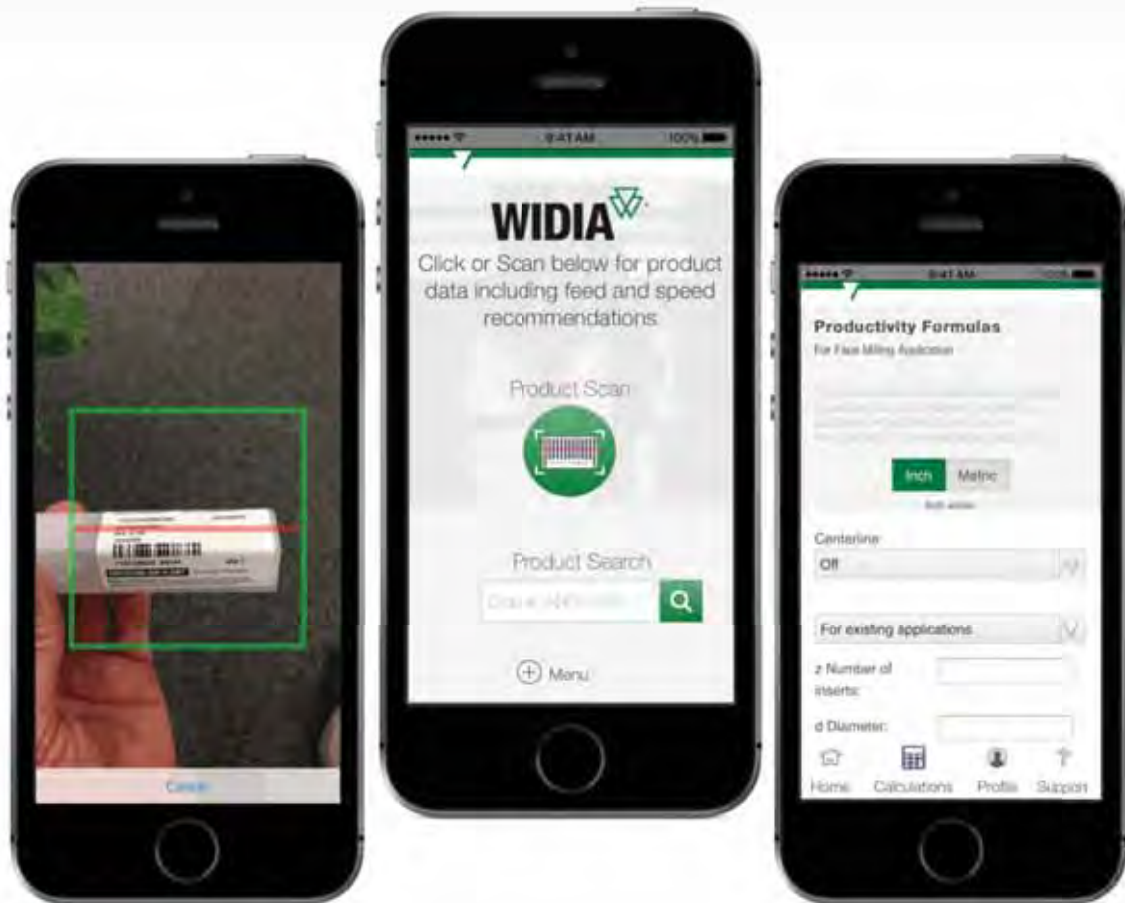 Cancel
9:41 AM 100%
WIDIA
Click or Scan below for product
data including feed and speed
recommendations.
Product Scan
Product Search
Menu
9:41 AM 100%
Productivity Formulas
For Face Milling Application
Inch Metric
Centerline
Off
For existing applications
z Number of
inserts:
d Diameter:
Home Calculations Profile Support